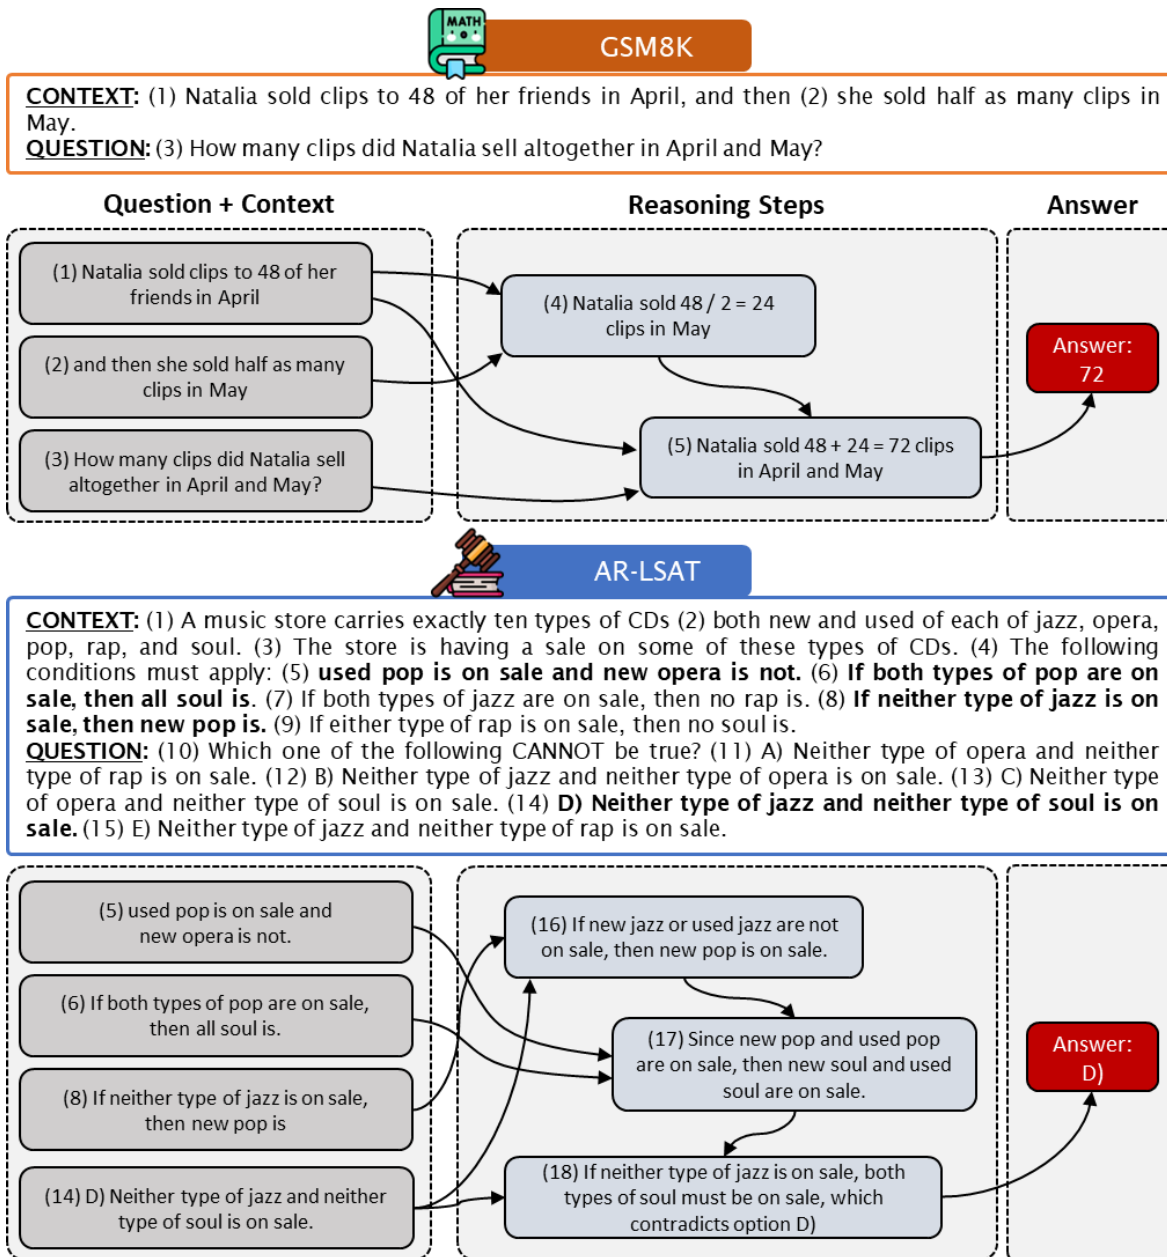 MATH
GSM8K
CONTEXT: (1) Natalia sold clips to 48 of her friends in April, and then (2) she sold half as many clips in
May.
QUESTION: (3) How many clips did Natalia sell altogether in April and May?
Question + Context
Reasoning Steps
Answer
(1) Natalia sold clips to 48 of her
friends in April
(2) and then she sold half as many
clips in May
(3) How many clips did Natalia sell
altogether in April and May?
(4) Natalia sold 48 / 2 = 24
clips in May
(5) Natalia sold 48 + 24 = 72 clips
in April and May
Answer:
72
AR-LSAT
CONTEXT: (1) A music store carries exactly ten types of CDs (2) both new and used of each of jazz, opera,
pop, rap, and soul. (3) The store is having a sale on some of these types of CDs. (4) The following
conditions must apply: (5) used pop is on sale and new opera is not. (6) If both types of pop are on
sale, then all soul is. (7) If both types of jazz are on sale, then no rap is. (8) If neither type of jazz is on
sale, then new pop is. (9) If either type of rap is on sale, then no soul is.
QUESTION: (10) Which one of the following CANNOT be true? (11) A) Neither type of opera and neither
type of rap is on sale. (12) B) Neither type of jazz and neither type of opera is on sale. (13) C) Neither type
of opera and neither type of soul is on sale. (14) D) Neither type of jazz and neither type of soul is on
sale. (15) E) Neither type of jazz and neither type of rap is on sale.
(5) used pop is on sale and
new opera is not.
(6) If both types of pop are on sale,
then all soul is.
(8) If neither type of jazz is on sale,
then new pop is
(14) D) Neither type of jazz and neither
type of soul is on sale.
(16) If new jazz or used jazz are not
on sale, then new pop is on sale.
(17) Since new pop and used pop
are on sale, then new soul and used
soul are on sale.
(18) If neither type of jazz is on sale, both
types of soul must be on sale, which
contradicts option D)
Answer:
D)